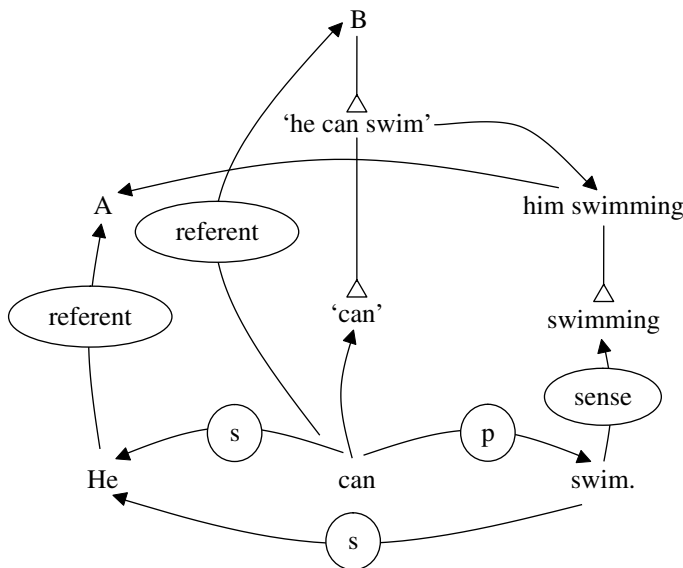 B
‘he can swim’
A
referent
him swimming
referent
‘can’
swimming
sense
s
p
He
can
swim.
s